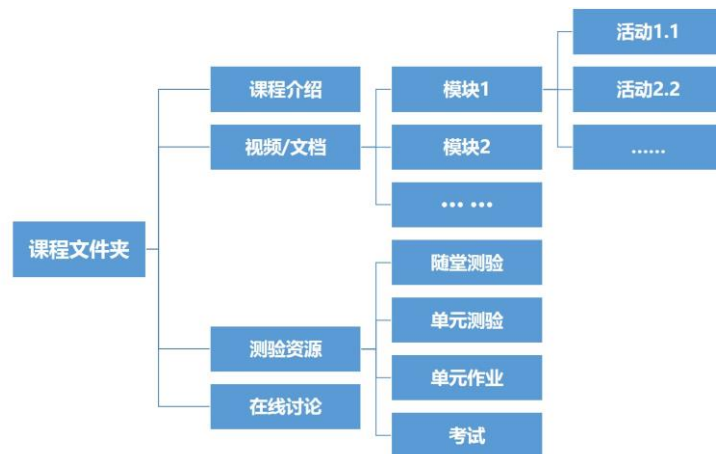 课程文件夹
课程介绍
视频/文档
模块1
活动1.1
活动2.2
……
模块2
••• •••
测验资源
随堂测验
单元测验
单元作业
考试
在线讨论